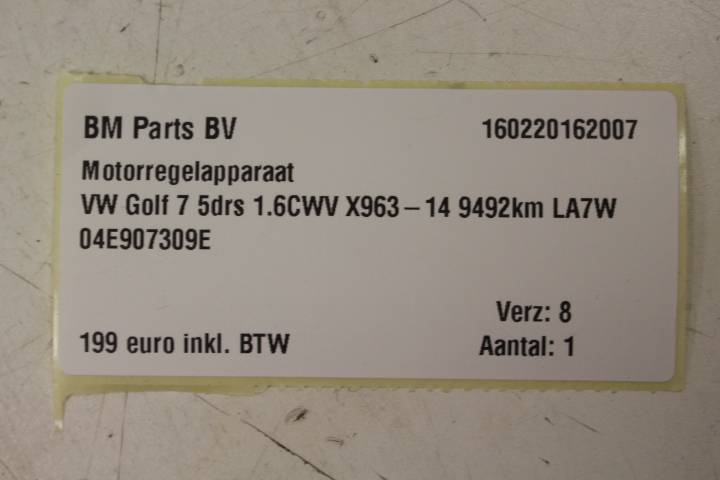 BM Parts BV 160220162007
Motorregelapparaat
VW Golf 7 5drs 1.6CWV X963-14 9492km LA7W
04E907309E
Verz: 8
199 euro inkl. BTW Aantal: 1